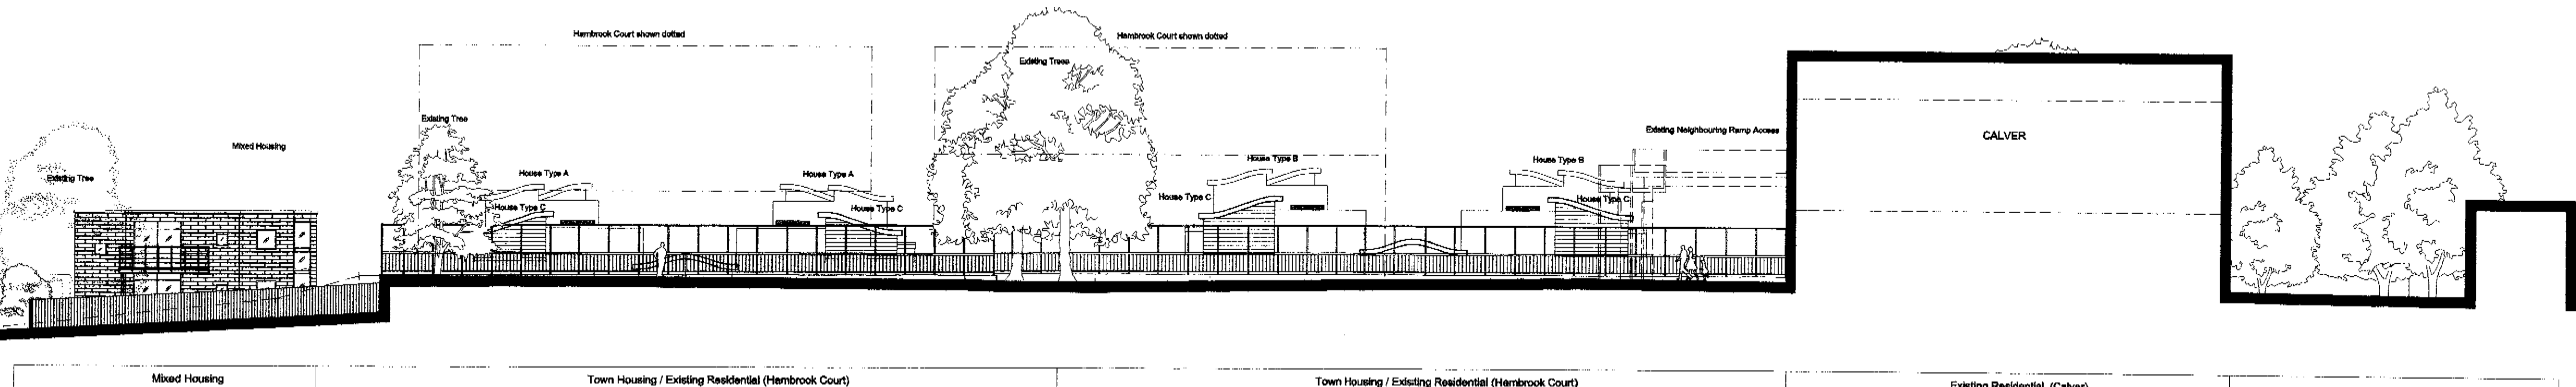 Hambrook Court shown dotted
Hambrook Court shown dotted
Existing Trees
Existing Tree
Existing Neighbouring Ramp Access
CALVER
Mixed Housing
House Type B
House Type B
Existing Tree
House Type A
House Type A
House Type C
House Type C
House Type C
House Type C
Mixed Housing
Town Housing / Existing Residential (Hambrook Court)
Town Housing / Existing Residential (Hambrook Court)
Existing Residential (Calver)